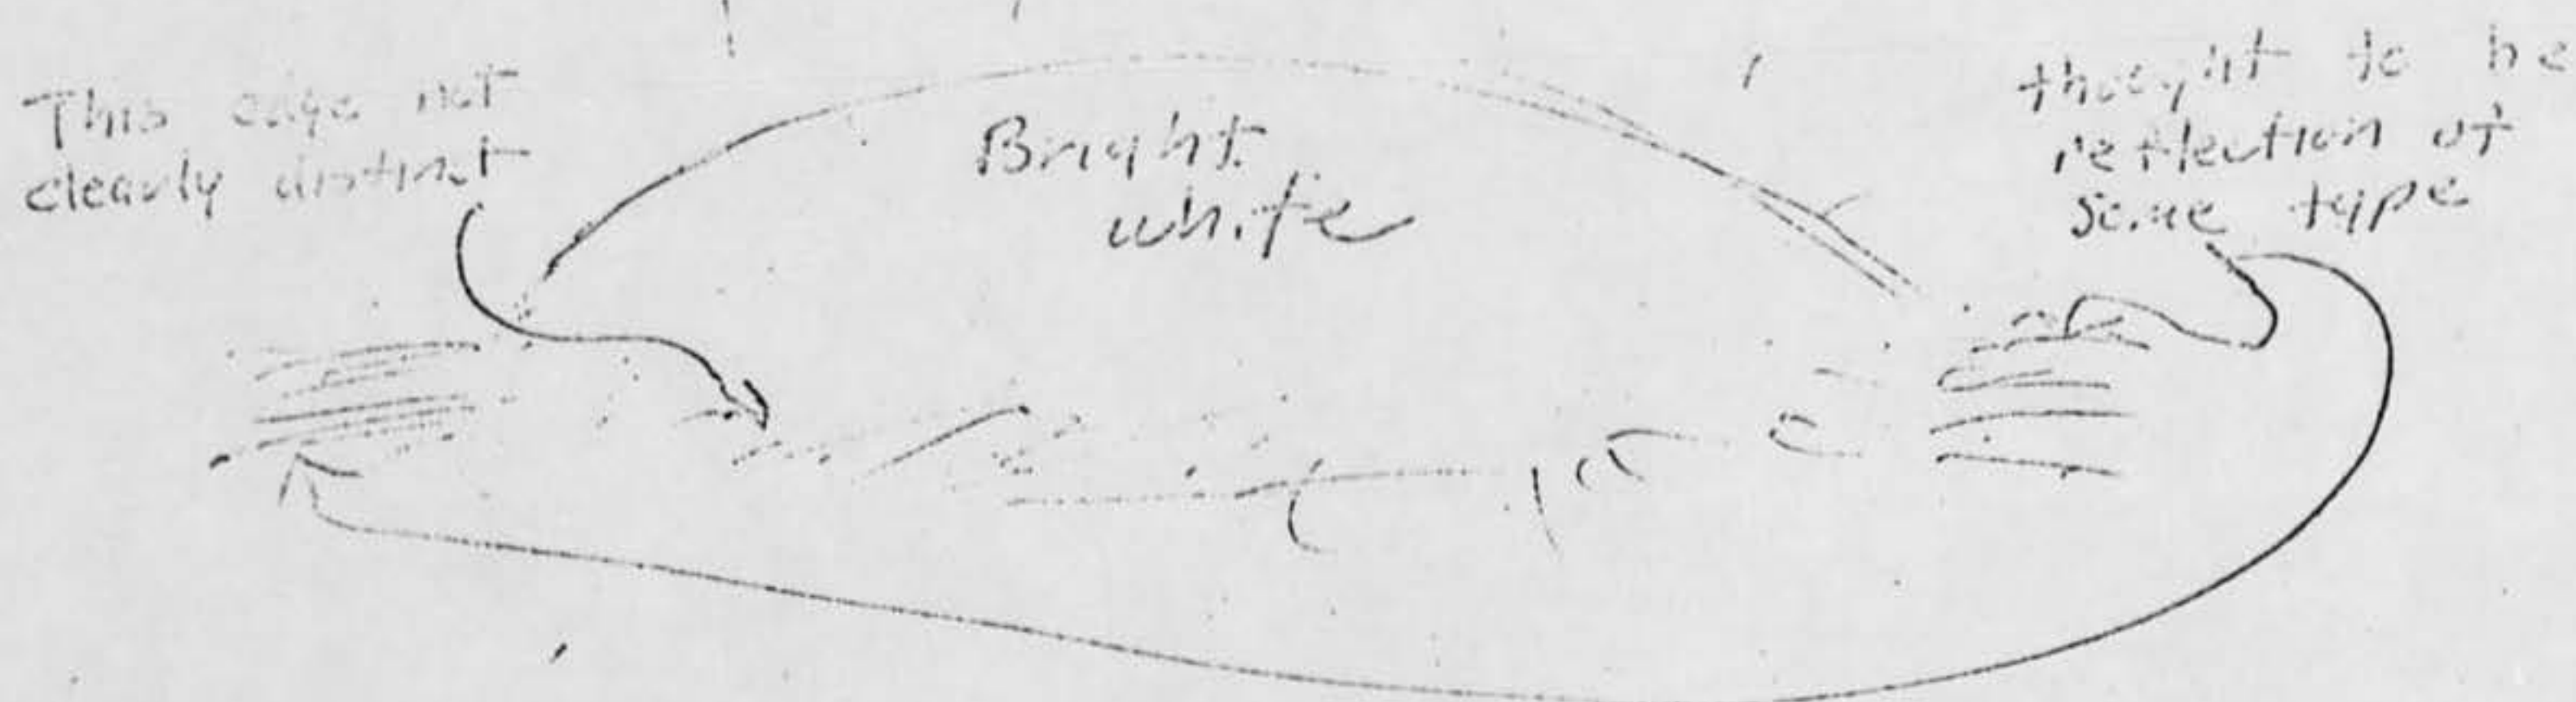 This edge not
clearly distinct
Bright
white
thought to be
reflection of
some type